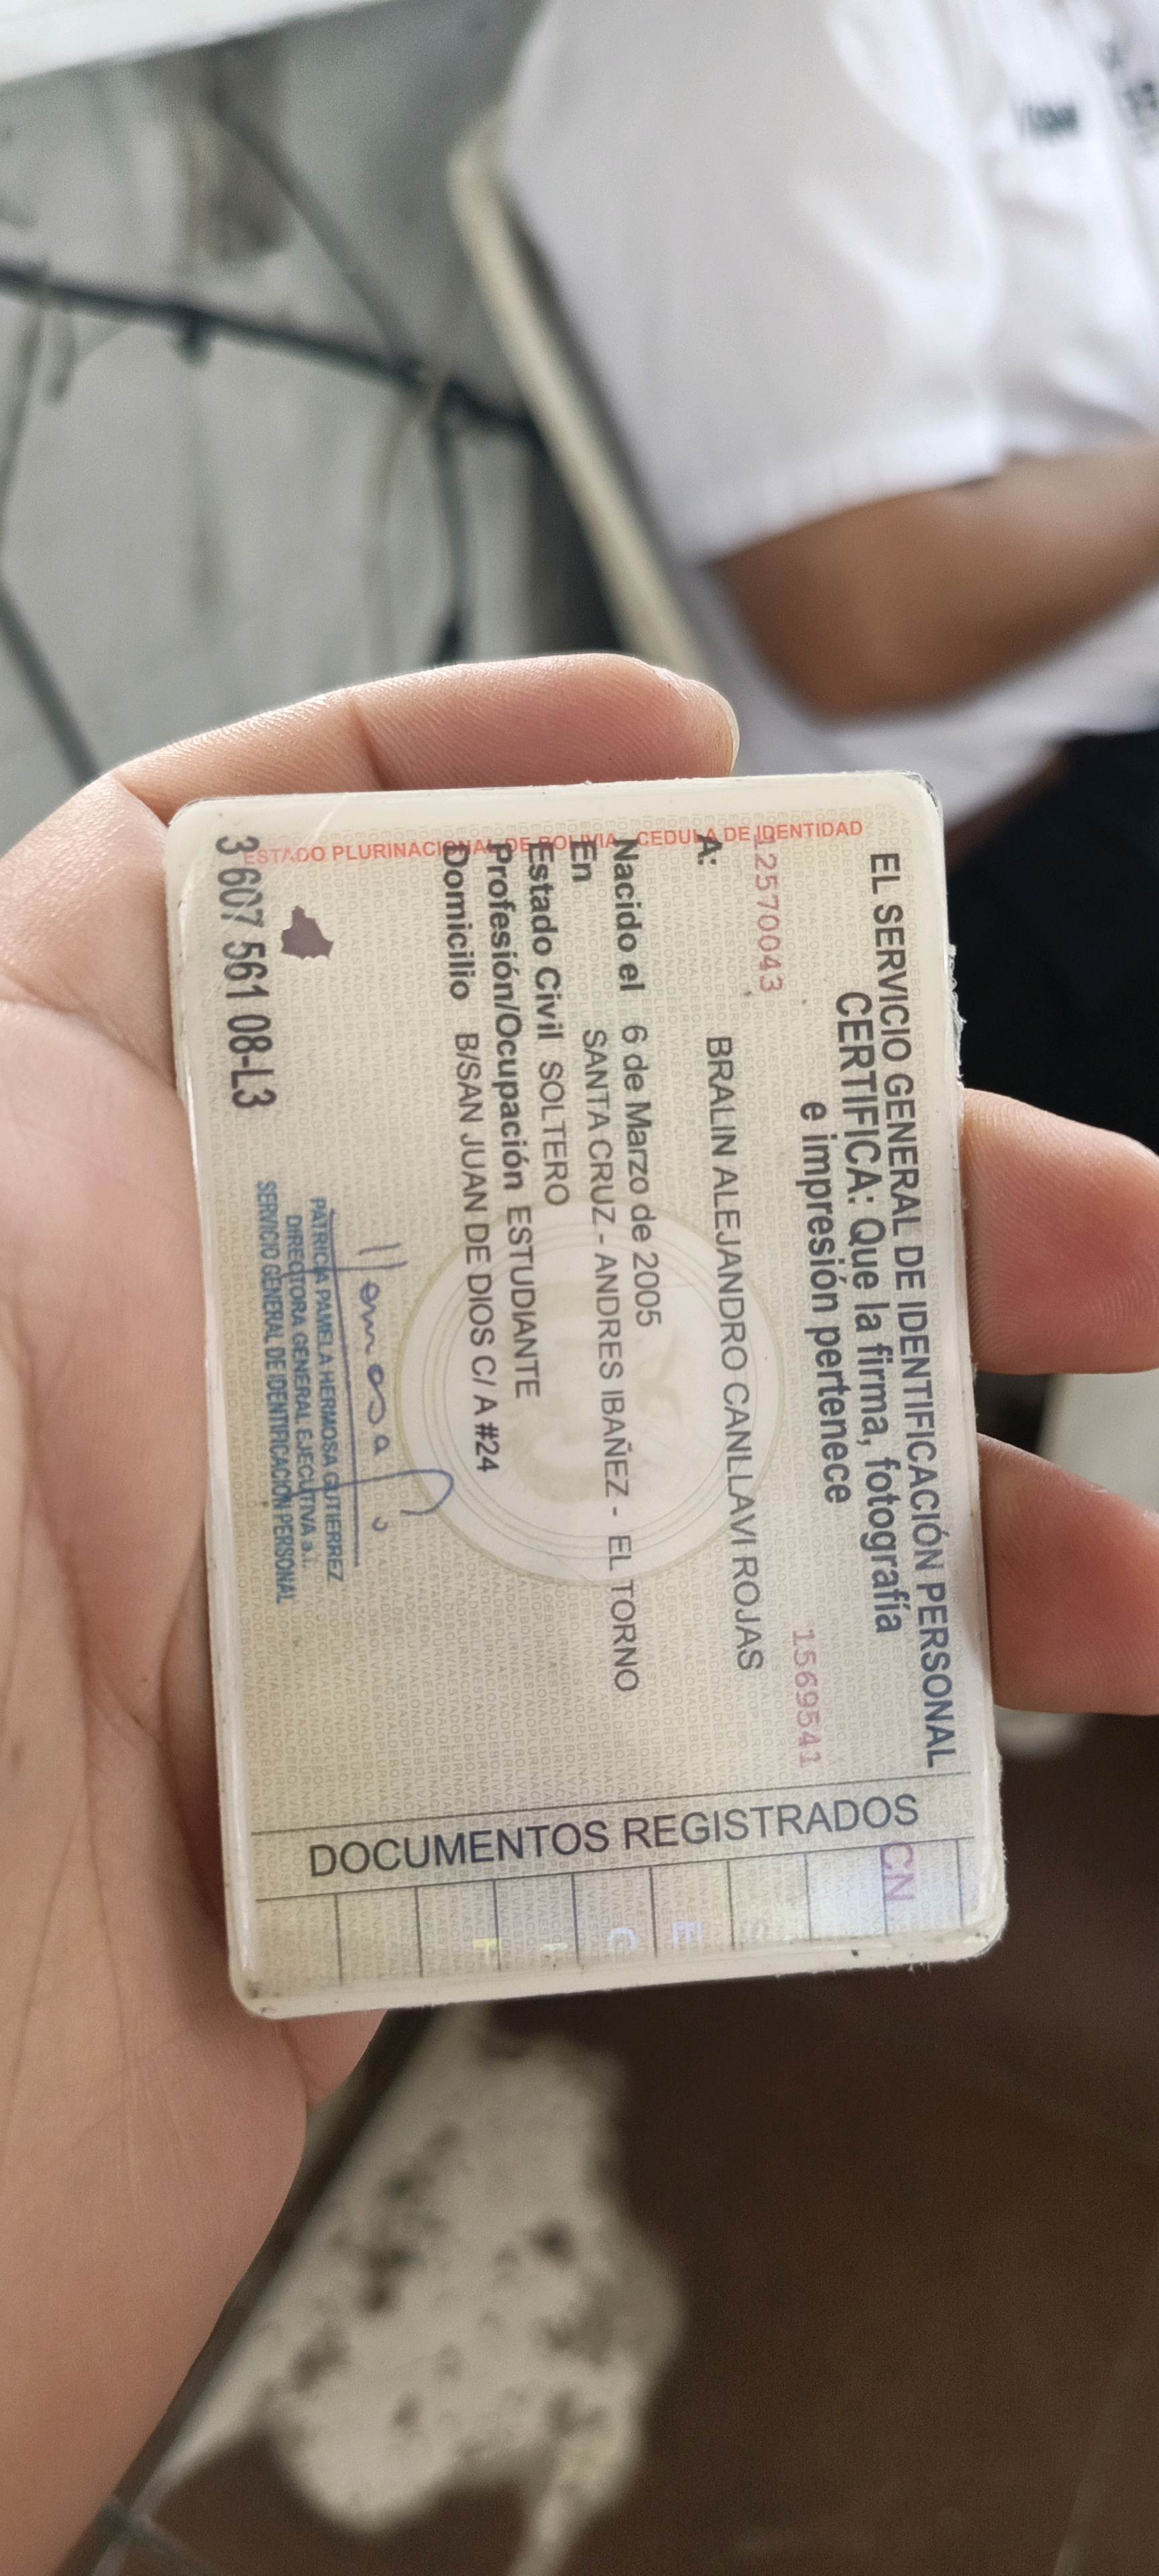 EL SERVICIO GENERAL DE IDENTIFICACIÓN PERSONAL
CERTIFICA: Que la firma, fotografía
e impresión pertenece
12570043
1569541
A: BRALIN ALEJANDRO CANLLAVI ROJAS
Nacido el 6 de Marzo de 2005
En SANTA CRUZ - ANDRES IBAÑEZ - EL TORNO
Estado Civil SOLTERO
Profesión/Ocupación ESTUDIANTE
Domicilio B/SAN JUAN DE DIOS C/ A #24
PATRICIA PAMELA HERMOSA GUTIERREZ
DIRECTORA GENERAL EJECUTIVA a.i.
SERVICIO GENERAL DE IDENTIFICACIÓN PERSONAL
3 607 561 08-L3
ESTADO PLURINACIONAL DE BOLIVIA - CEDULA DE IDENTIDAD
DOCUMENTOS REGISTRADOS
CN